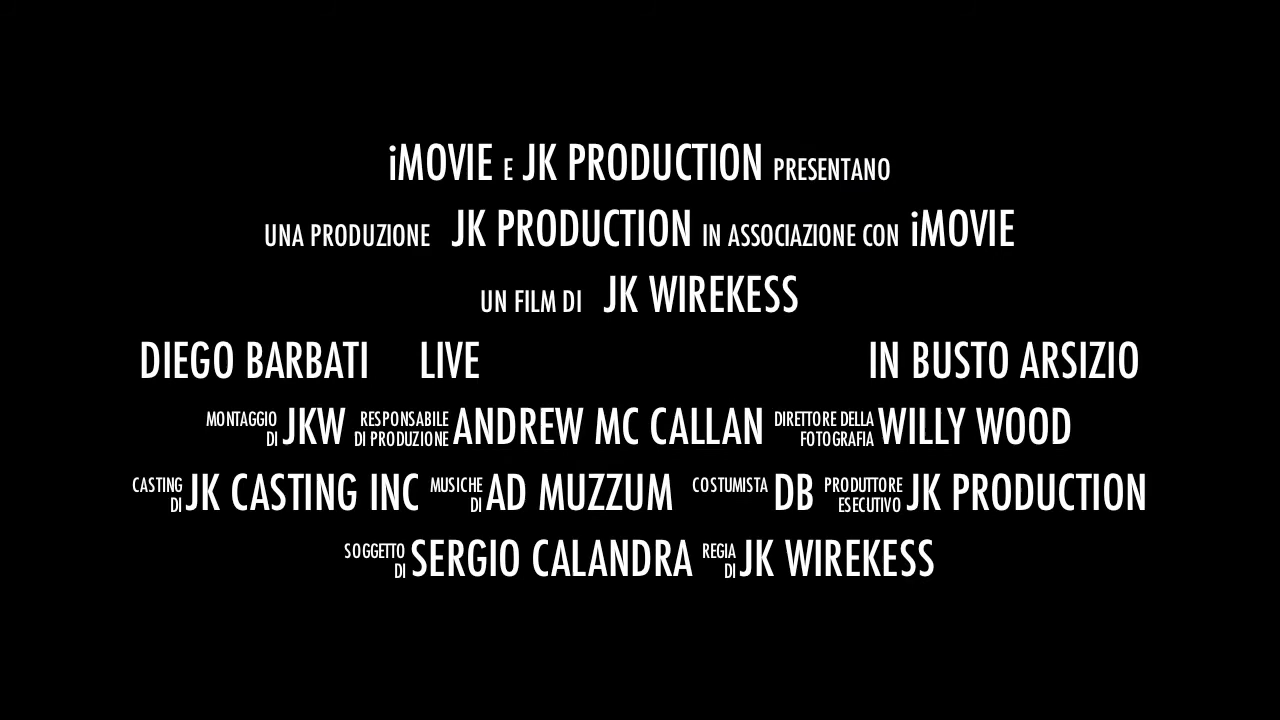 iMOVIE E JK PRODUCTION PRESENTANO
UNA PRODUZIONE JK PRODUCTION IN ASSOCIAZIONE CON iMOVIE
UN FILM DI JK WIREKESS
DIEGO BARBATI LIVE IN BUSTO ARSIZIO
MONTAGGIO DI JKW RESPONSABILE DI PRODUZIONE ANDREW MC CALLAN DIRETTORE DELLA FOTOGRAFIA WILLY WOOD
CASTING DI JK CASTING INC MUSICHE DI AD MUZZUM COSTUMISTA DB PRODUTTORE ESECUTIVO JK PRODUCTION
SOGGETTO DI SERGIO CALANDRA REGIA DI JK WIREKESS